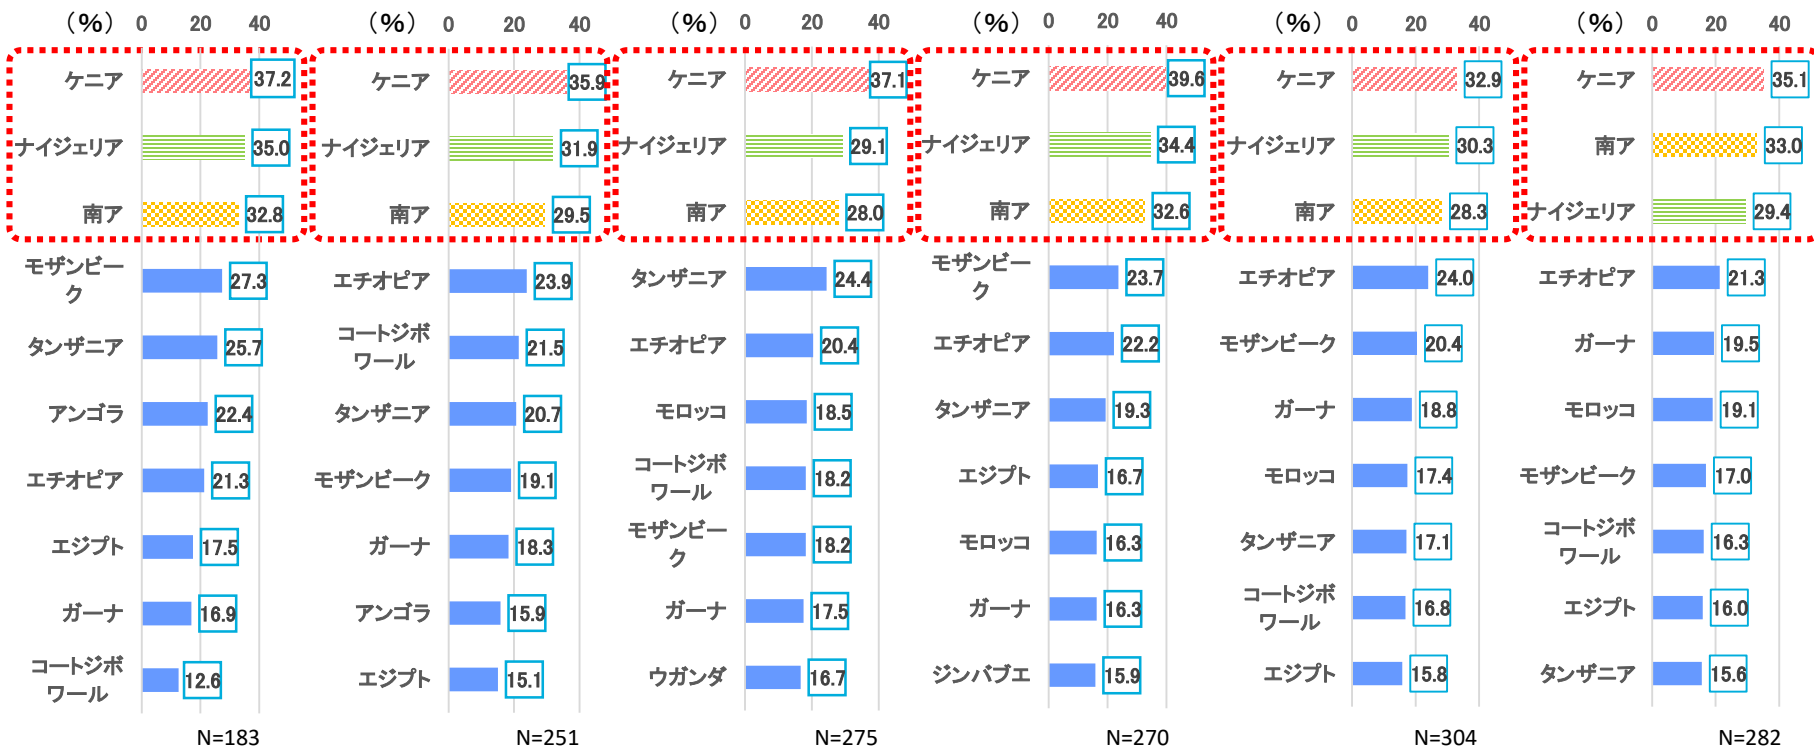 (%) 0 20 40
ケニア 37.2
ナイジェリア 35.0
南ア 32.8
モザンビー
ク 27.3
タンザニア 25.7
アンゴラ 22.4
エチオピア 21.3
エジプト 17.5
ガーナ 16.9
コートジボ
ワール 12.6
N=183
(%) 0 20 40
ケニア 35.9
ナイジェリア 31.9
南ア 29.5
エチオピア 23.9
コートジボ
ワール 21.5
タンザニア 20.7
モザンビーク 19.1
ガーナ 18.3
アンゴラ 15.9
エジプト 15.1
N=251
(%) 0 20 40
ケニア 37.1
ナイジェリア 29.1
南ア 28.0
タンザニア 24.4
エチオピア 20.4
モロッコ 18.5
コートジボ
ワール 18.2
モザンビー
ク 18.2
ガーナ 17.5
ウガンダ 16.7
N=275
(%) 0 20 40
ケニア 39.6
ナイジェリア 34.4
南ア 32.6
モザンビー
ク 23.7
エチオピア 22.2
タンザニア 19.3
エジプト 16.7
モロッコ 16.3
ガーナ 16.3
ジンバブエ 15.9
N=270
(%) 0 20 40
ケニア 32.9
ナイジェリア 30.3
南ア 28.3
エチオピア 24.0
モザンビーク 20.4
ガーナ 18.8
モロッコ 17.4
タンザニア 17.1
コートジボ
ワール 16.8
エジプト 15.8
N=304
(%) 0 20 40
ケニア 35.1
南ア 33.0
ナイジェリア 29.4
エチオピア 21.3
ガーナ 19.5
モロッコ 19.1
モザンビーク 17.0
コートジボ
ワール 16.3
エジプト 16.0
タンザニア 15.6
N=282